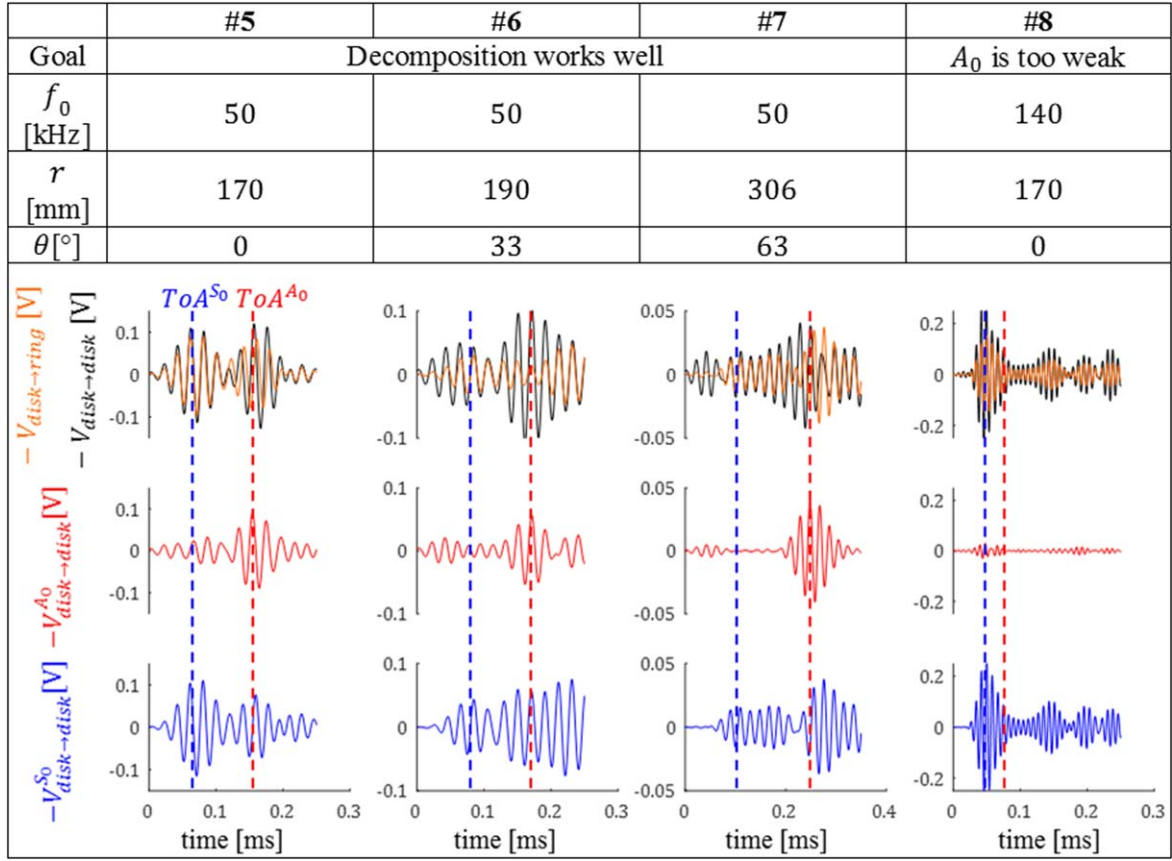 #5 #6 #7 #8
Goal Decomposition works well A₀ is too weak
f₀ [kHz] 50 50 50 140
r [mm] 170 190 306 170
θ[°] 0 33 63 0
ToA^S₀ ToA^A₀
−V_disk→ring [V]
−V_disk→disk [V]
0.1 0 -0.1
0.1 0 -0.1
0.05 0 -0.05
0.2 0 -0.2
−V^A₀_disk→disk[V]
0.1 0 -0.1
0.1 0 -0.1
0.05 0 -0.05
0.2 0 -0.2
−V^S₀_disk→disk[V]
0.1 0 -0.1
0.1 0 -0.1
0.05 0 -0.05
0.2 0 -0.2
0 0.1 0.2 0.3
0 0.1 0.2 0.3
0 0.2 0.4
0 0.1 0.2 0.3
time [ms] time [ms] time [ms] time [ms]